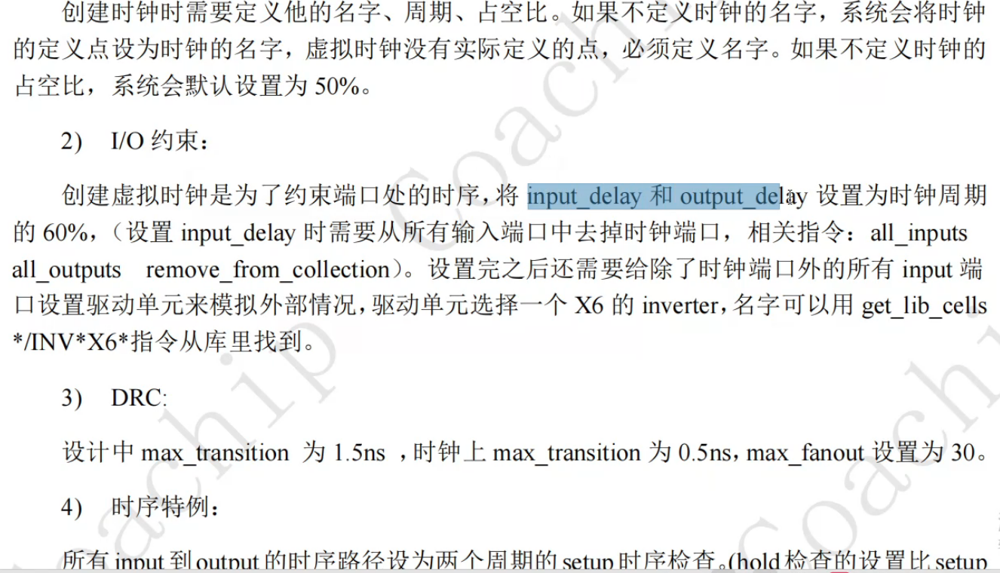 创建时钟时需要定义他的名字、周期、占空比。如果不定义时钟的名字，系统会将时钟
的定义点设为时钟的名字，虚拟时钟没有实际定义的点，必须定义名字。如果不定义时钟的
占空比，系统会默认设置为 50%。
2) I/O 约束：
创建虚拟时钟是为了约束端口处的时序，将 input_delay 和 output_delay 设置为时钟周期
的 60%，（设置 input_delay 时需要从所有输入端口中去掉时钟端口，相关指令：all_inputs
all_outputs remove_from_collection）。设置完之后还需要给除了时钟端口外的所有 input 端
口设置驱动单元来模拟外部情况，驱动单元选择一个 X6 的 inverter，名字可以用 get_lib_cells
*/INV*X6*指令从库里找到。
3) DRC:
设计中 max_transition 为 1.5ns ，时钟上 max_transition 为 0.5ns，max_fanout 设置为 30。
4) 时序特例：
所有 input 到 output 的时序路径设为两个周期的 setup 时序检查。(hold 检查的设置比 setup
Coachip
Coachip
Coachi